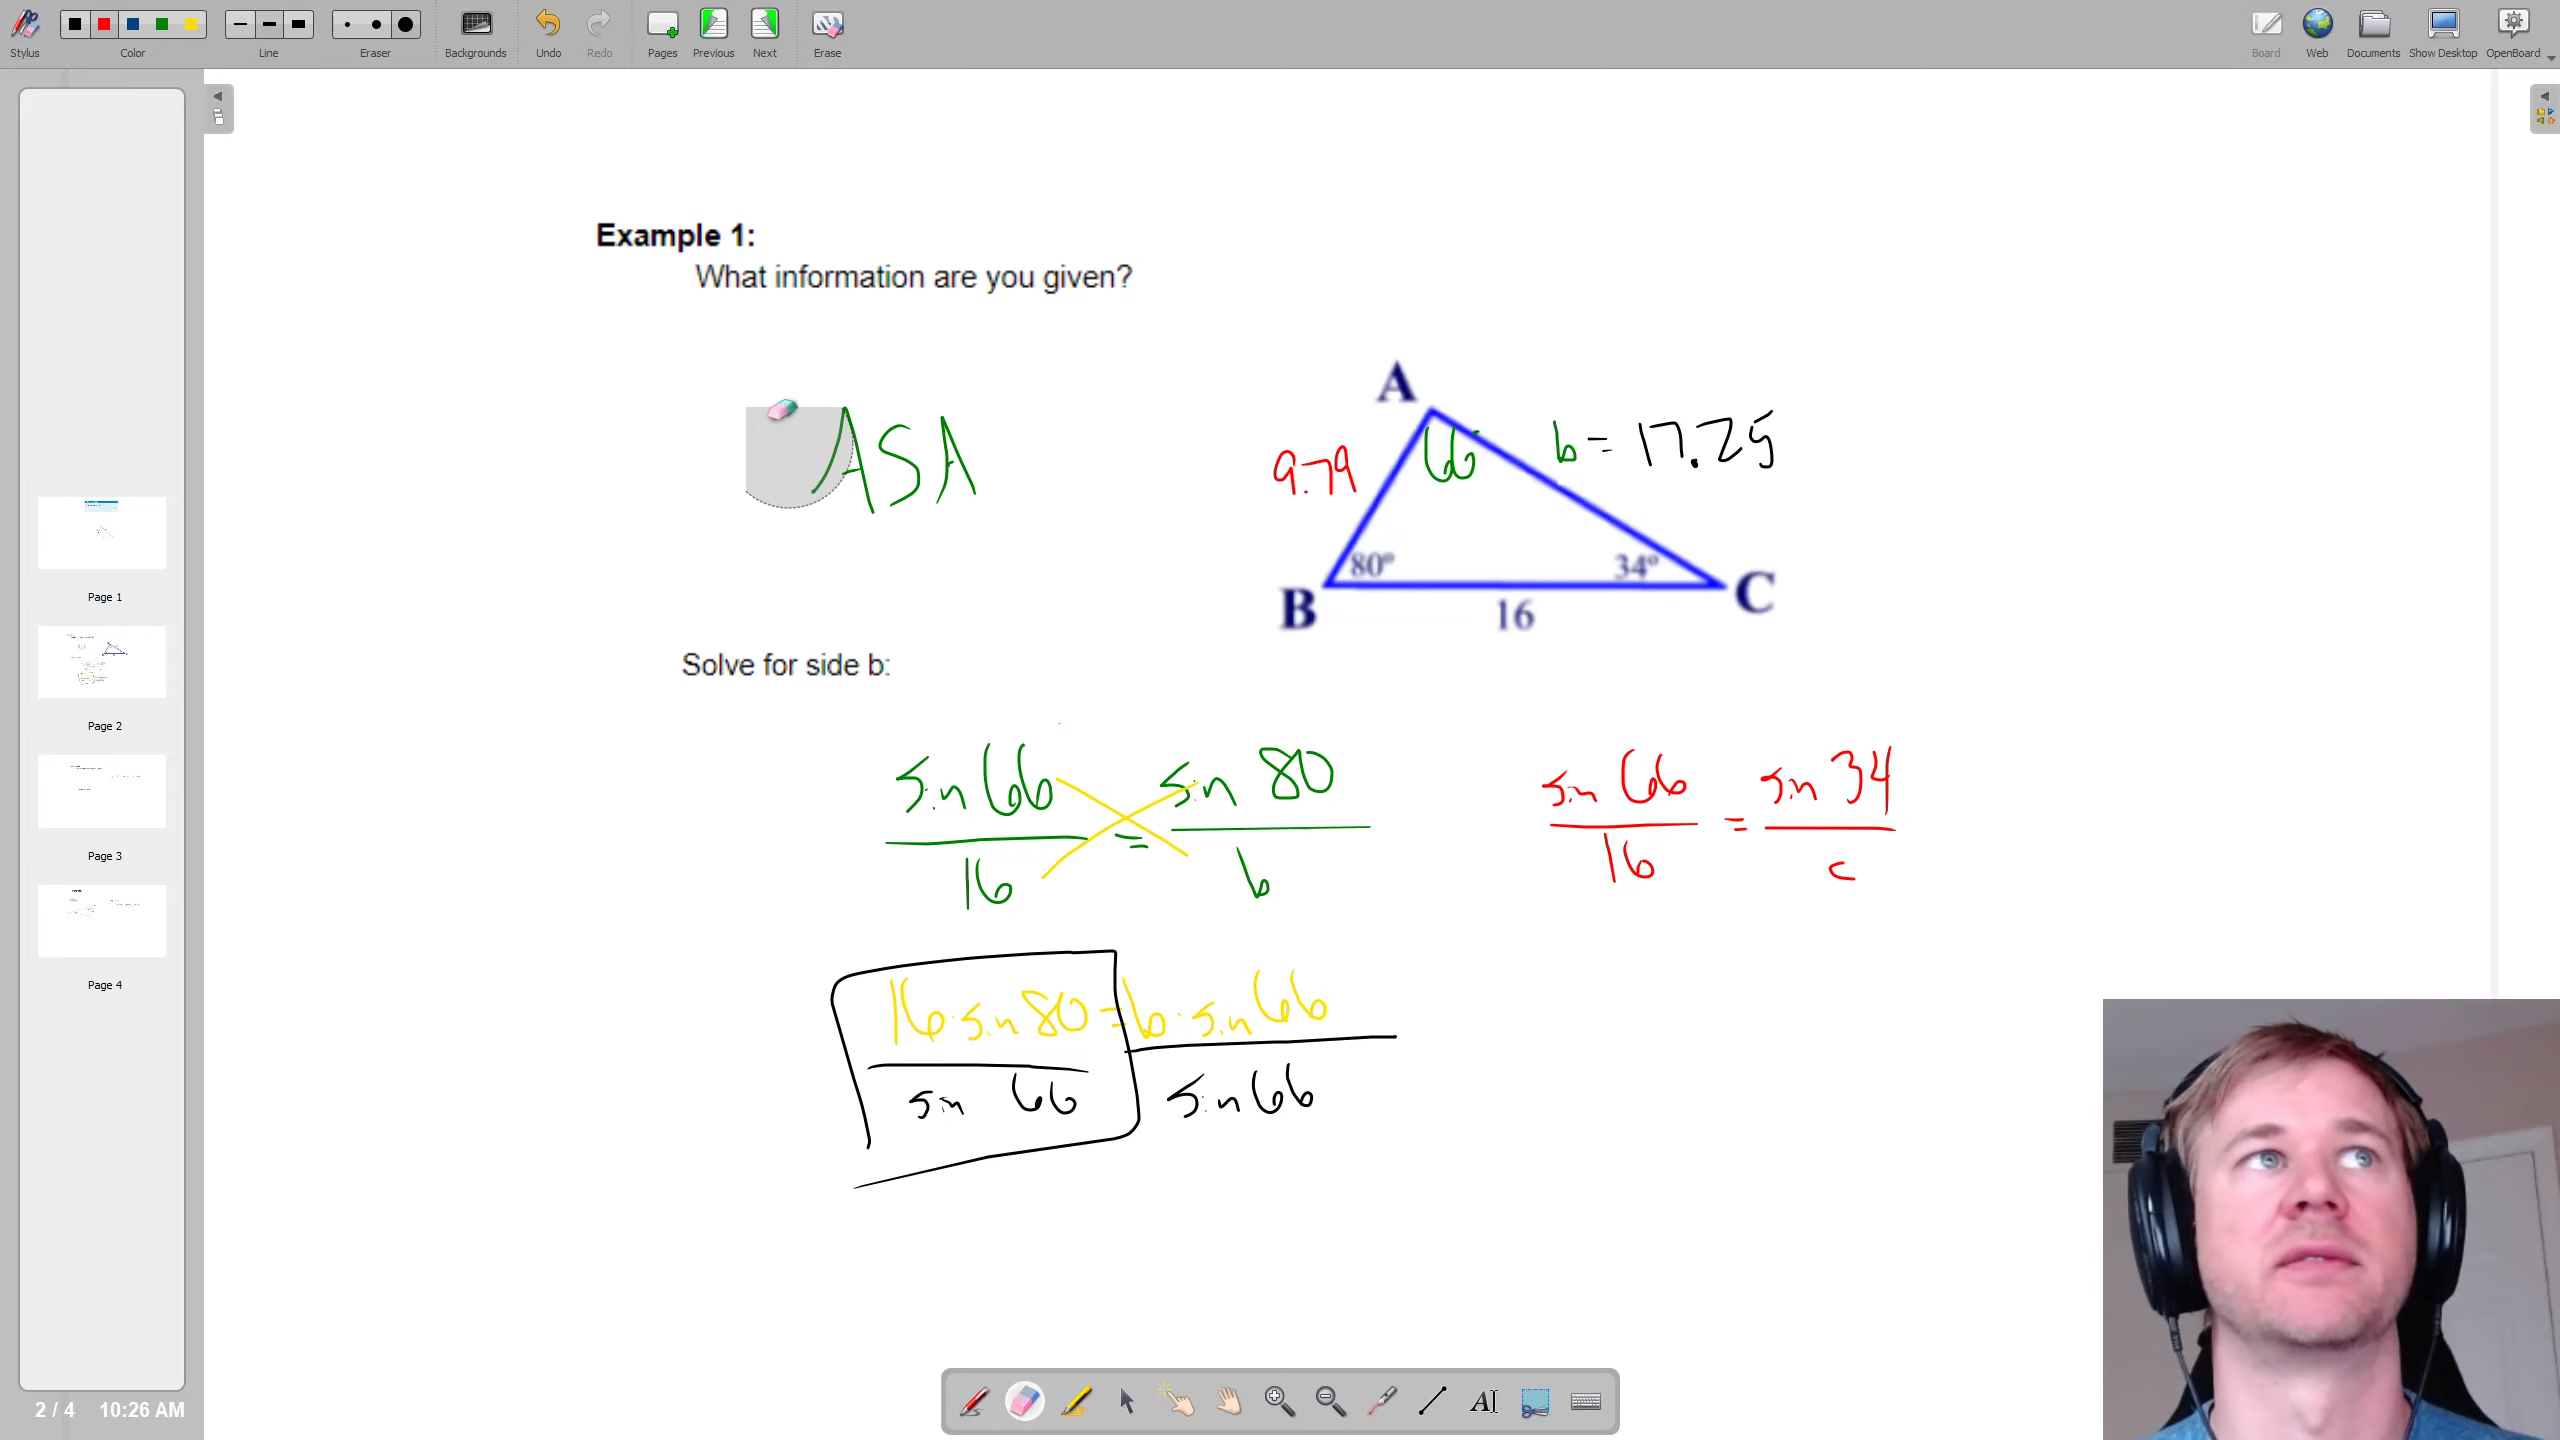 Stylus Color Line Eraser Backgrounds Undo Redo Pages Previous Next Erase Board Web Documents Show Desktop OpenBoard
Example 1:
What information are you given?
ASA
A
9.79
66
b = 17.25
80°
34°
B
C
16
Solve for side b:
sin 66 = sin 80
16 b
sin 66 = sin 34
16 c
16·sin 80 = b·sin 66
sin 66 sin 66
Page 1
Page 2
Page 3
Page 4
2 / 4 10:26 AM
AI